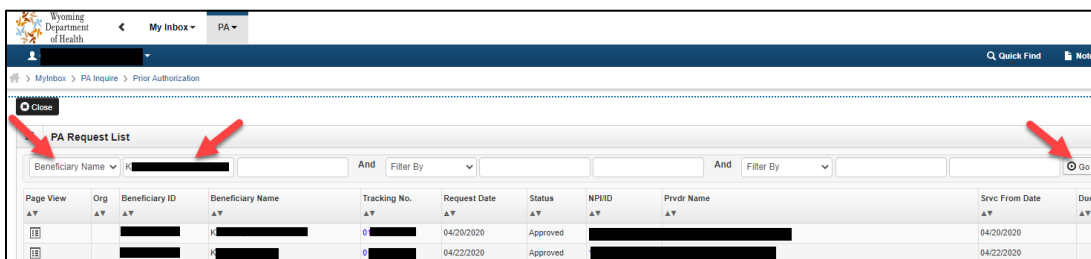 Wyoming
Department
of Health
My Inbox
PA
Quick Find
Note
MyInbox > PA Inquire > Prior Authorization
Close
PA Request List
Beneficiary Name K And Filter By And Filter By Go
Page View Org Beneficiary ID Beneficiary Name Tracking No. Request Date Status NPI/ID Prvdr Name Srvc From Date Due
K 01 04/20/2020 Approved 04/20/2020
K 0 04/22/2020 Approved 04/22/2020